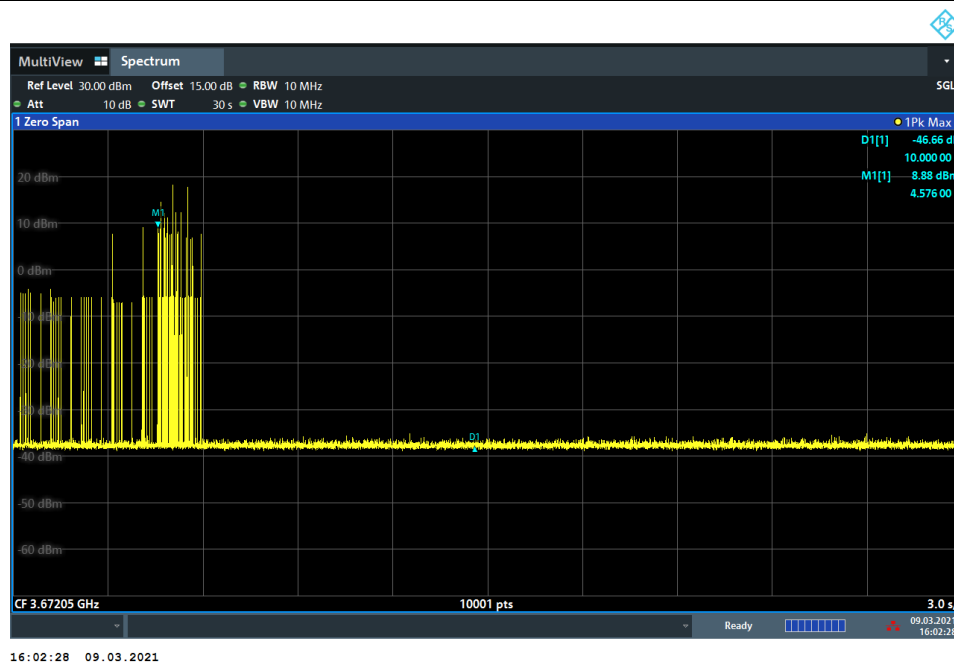 R S
MultiView Spectrum
Ref Level 30.00 dBm Offset 15.00 dB RBW 10 MHz
SGL
Att 10 dB SWT 30 s VBW 10 MHz
1 Zero Span
1Pk Max
D1[1] -46.66 d
10.000 00
M1[1] 8.88 dBm
4.576 00
20 dBm
M1
10 dBm
0 dBm
D1
-40 dBm
-50 dBm
-60 dBm
CF 3.67205 GHz 10001 pts 3.0 s
Ready
09.03.2021
16:02:28
16:02:28 09.03.2021